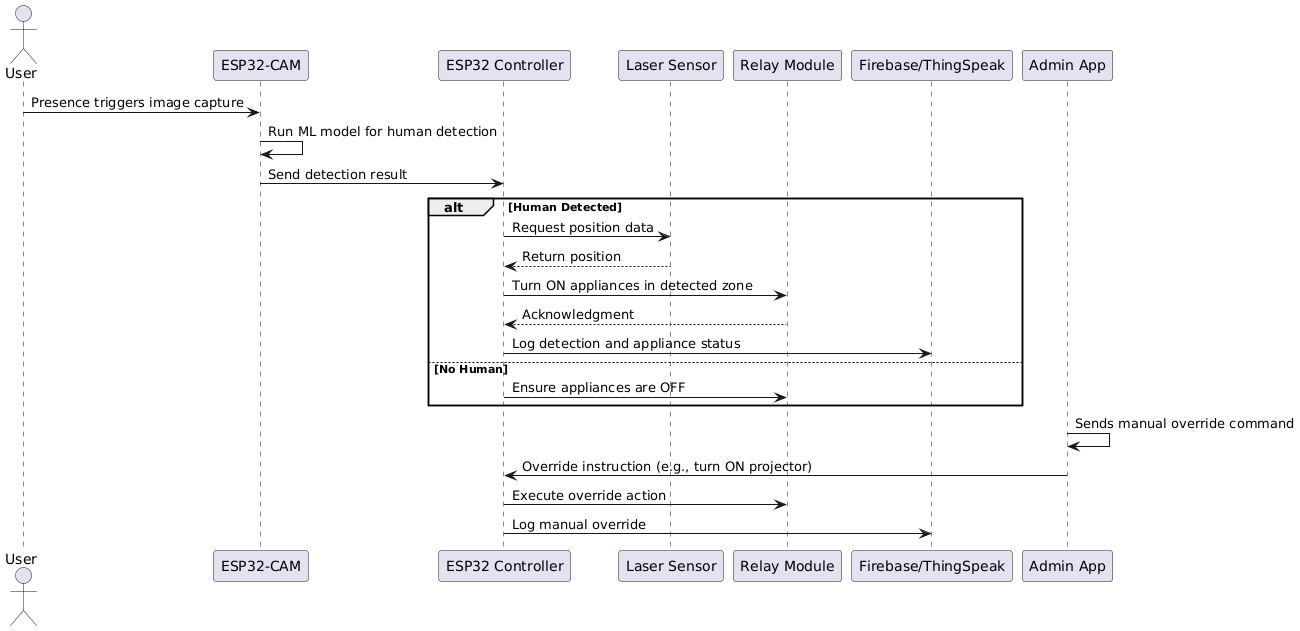 User
ESP32-CAM
ESP32 Controller
Laser Sensor
Relay Module
Firebase/ThingSpeak
Admin App
Presence triggers image capture
Run ML model for human detection
Send detection result
alt
[Human Detected]
Request position data
Return position
Turn ON appliances in detected zone
Acknowledgment
Log detection and appliance status
[No Human]
Ensure appliances are OFF
Sends manual override command
Override instruction (e.g., turn ON projector)
Execute override action
Log manual override
User
ESP32-CAM
ESP32 Controller
Laser Sensor
Relay Module
Firebase/ThingSpeak
Admin App